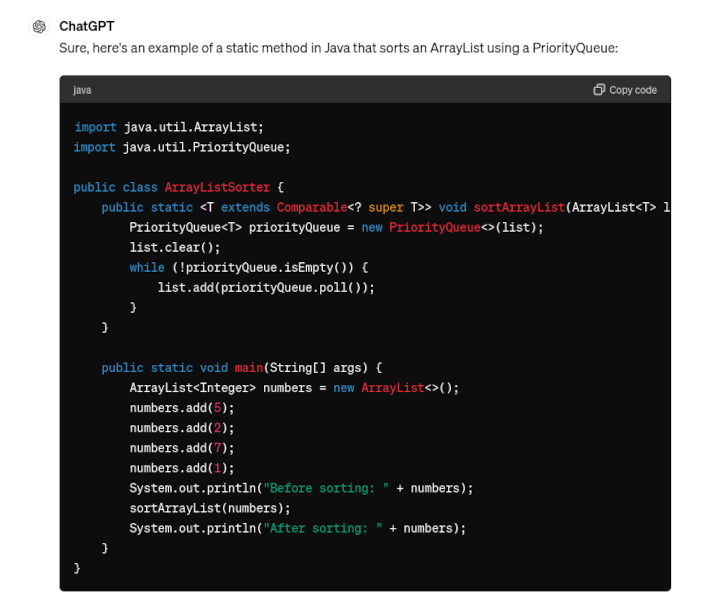 ChatGPT
Sure, here's an example of a static method in Java that sorts an ArrayList using a PriorityQueue:
java
Copy code
import java.util.ArrayList;
import java.util.PriorityQueue;
public class ArrayListSorter {
    public static <T extends Comparable<? super T>> void sortArrayList(ArrayList<T> l
        PriorityQueue<T> priorityQueue = new PriorityQueue<>(list);
        list.clear();
        while (!priorityQueue.isEmpty()) {
            list.add(priorityQueue.poll());
        }
    }
    public static void main(String[] args) {
        ArrayList<Integer> numbers = new ArrayList<>();
        numbers.add(5);
        numbers.add(2);
        numbers.add(7);
        numbers.add(1);
        System.out.println("Before sorting: " + numbers);
        sortArrayList(numbers);
        System.out.println("After sorting: " + numbers);
    }
}